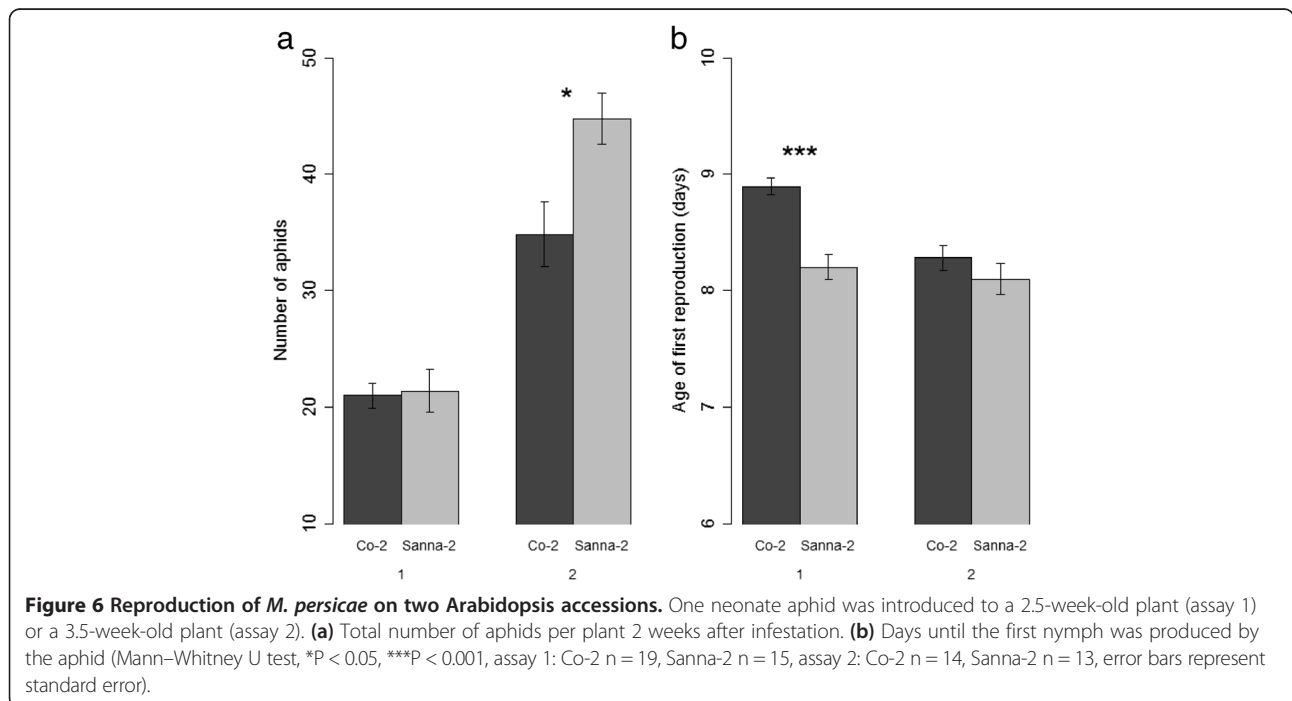 a
50
40
30
20
10
Number of aphids
*
Co-2 Sanna-2 Co-2 Sanna-2
1 2
b
10
9
8
7
6
Age of first reproduction (days)
***
Co-2 Sanna-2 Co-2 Sanna-2
1 2
Figure 6 Reproduction of M. persicae on two Arabidopsis accessions. One neonate aphid was introduced to a 2.5-week-old plant (assay 1)
or a 3.5-week-old plant (assay 2). (a) Total number of aphids per plant 2 weeks after infestation. (b) Days until the first nymph was produced by
the aphid (Mann–Whitney U test, *P < 0.05, ***P < 0.001, assay 1: Co-2 n = 19, Sanna-2 n = 15, assay 2: Co-2 n = 14, Sanna-2 n = 13, error bars represent
standard error).